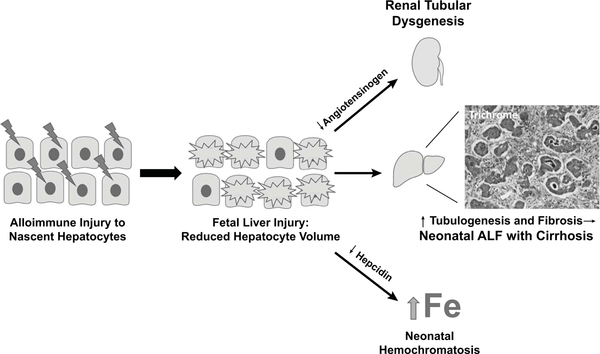 Renal Tubular
Dysgenesis
↓Angiotensinogen
Trichrome
Alloimmune Injury to
Nascent Hepatocytes
Fetal Liver Injury:
Reduced Hepatocyte Volume
↑ Tubulogenesis and Fibrosis→
Neonatal ALF with Cirrhosis
↓ Hepcidin
↑Fe
Neonatal
Hemochromatosis